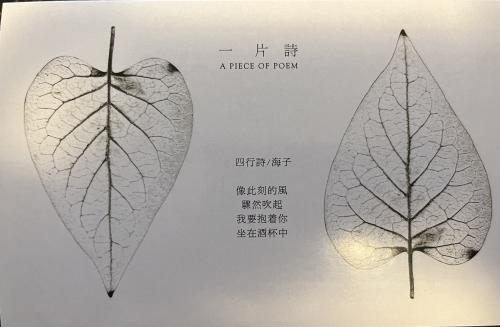 一 片 詩
A PIECE OF POEM
四行詩/海子
像此刻的風
驟然吹起
我要抱着你
坐在酒杯中